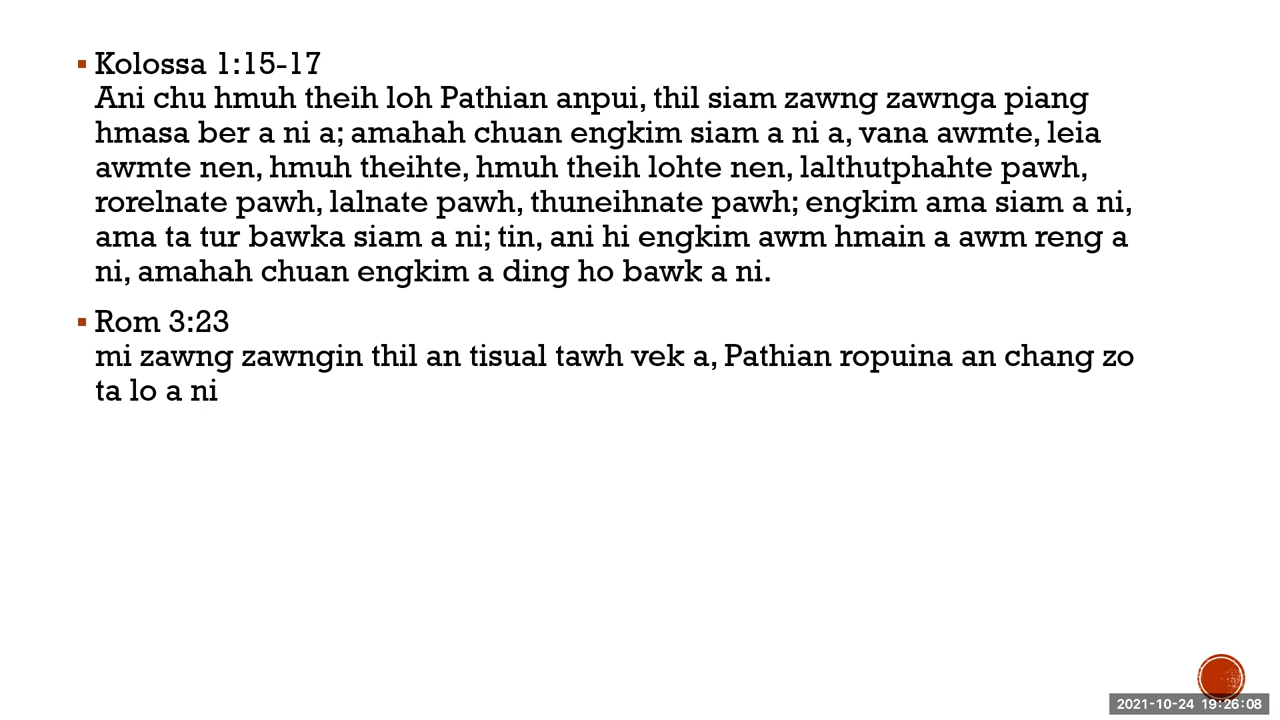 ▪ Kolossa 1:15-17
Ani chu hmuh theih loh Pathian anpui, thil siam zawng zawnga piang
hmasa ber a ni a; amahah chuan engkim siam a ni a, vana awmte, leia
awmte nen, hmuh theihte, hmuh theih lohte nen, lalthutphahte pawh,
rorelnate pawh, lalnate pawh, thuneihnate pawh; engkim ama siam a ni,
ama ta tur bawka siam a ni; tin, ani hi engkim awm hmain a awm reng a
ni, amahah chuan engkim a ding ho bawk a ni.
▪ Rom 3:23
mi zawng zawngin thil an tisual tawh vek a, Pathian ropuina an chang zo
ta lo a ni
2021-10-24 19:26:08